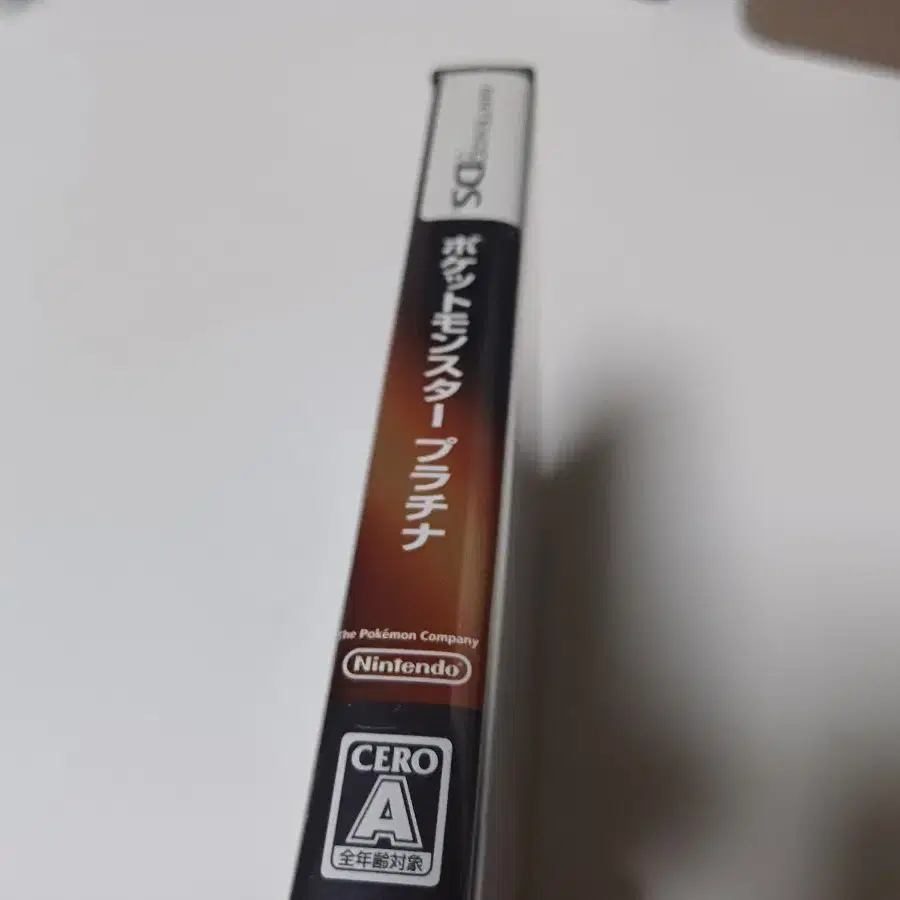 NINTENDO DS
ポケットモンスター プラチナ
The Pokémon Company
Nintendo
CERO
A
全年齢対象